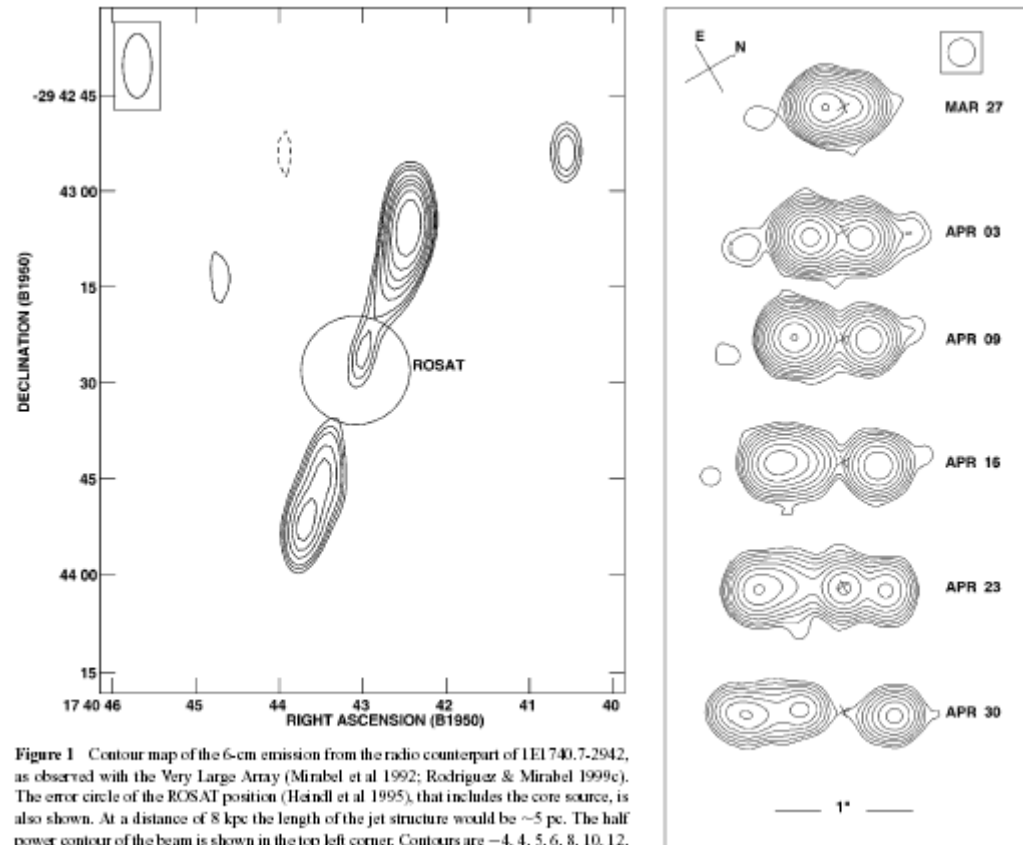 -29 42 45
43 00
15
30
45
44 00
15
DECLINATION (B1950)
ROSAT
17 40 46 45 44 43 42 41 40
RIGHT ASCENSION (B1950)
E
N
MAR 27
APR 03
APR 09
APR 16
APR 23
APR 30
1"
Figure 1 Contour map of the 6-cm emission from the radio counterpart of 1E1740.7-2942,
as observed with the Very Large Array (Mirabel et al 1992; Rodriguez & Mirabel 1999c).
The error circle of the ROSAT position (Heindl et al 1995), that includes the core source, is
also shown. At a distance of 8 kpc the length of the jet structure would be ~5 pc. The half
power contour of the beam is shown in the top left corner. Contours are −4, 4, 5, 6, 8, 10, 12,